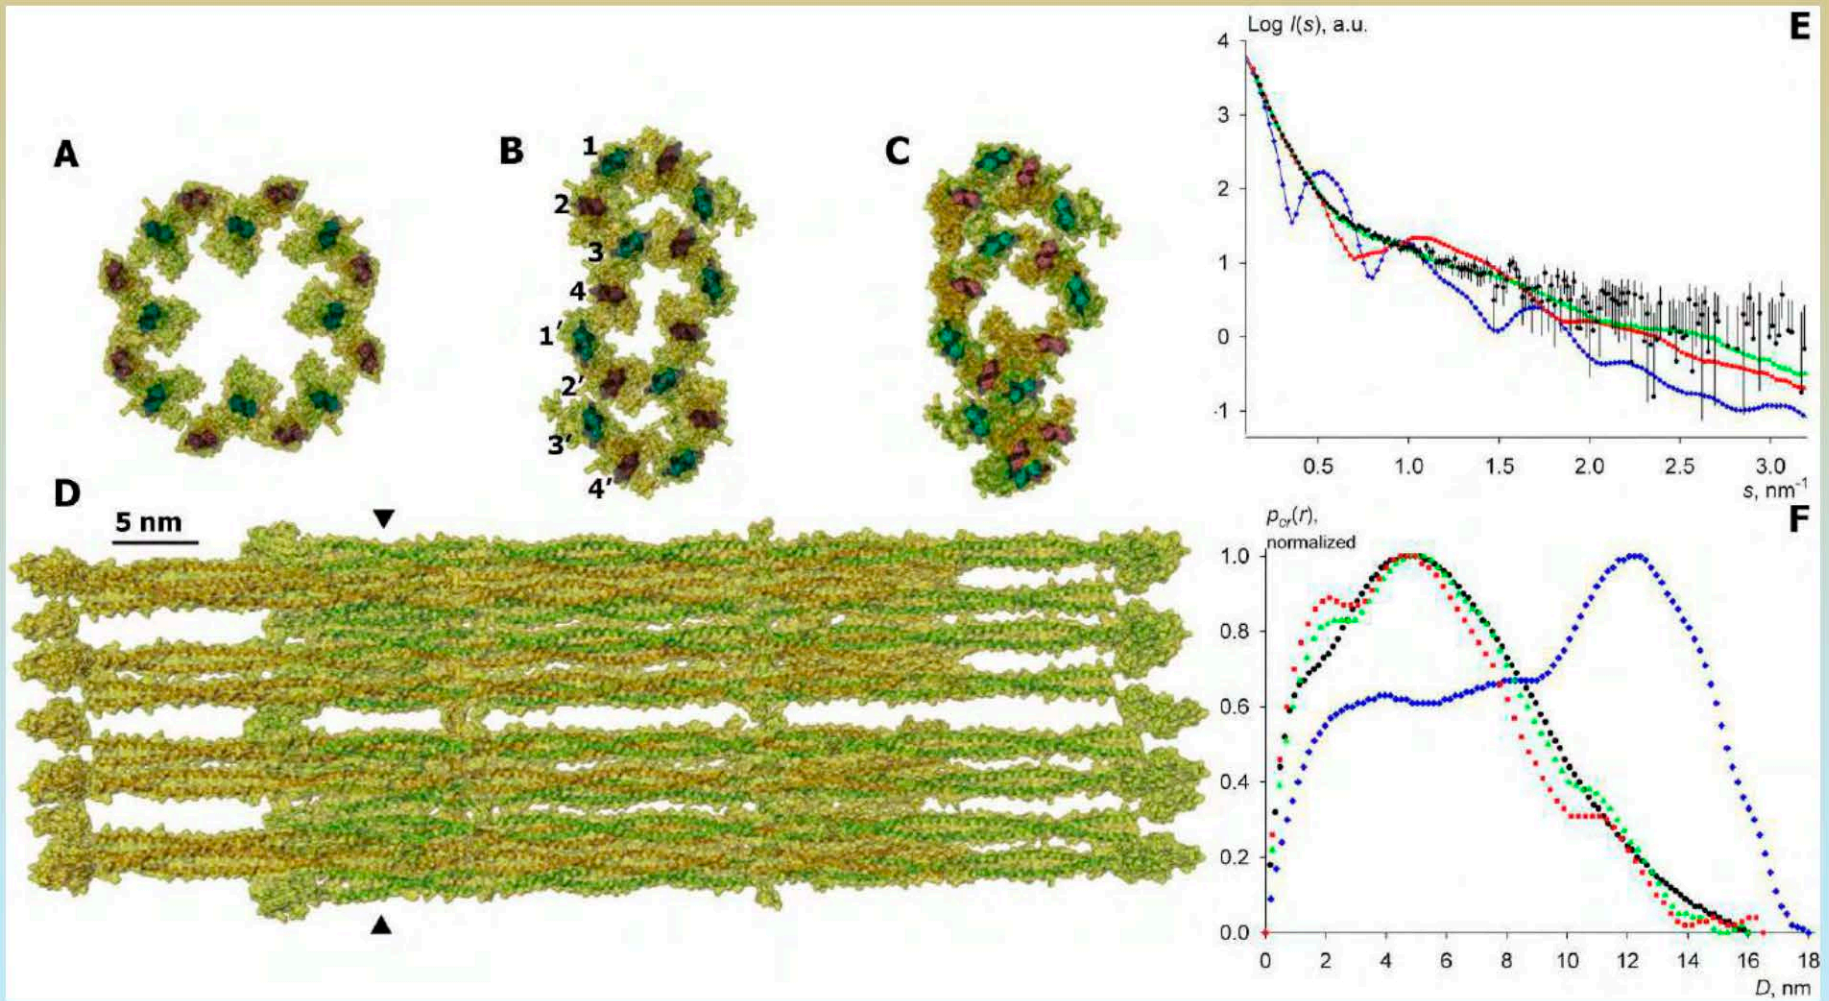 A
B
C
1
2
3
4
1′
2′
3′
4′
D
5 nm
E
Log I(s), a.u.
4
3
2
1
0
-1
0.5 1.0 1.5 2.0 2.5 3.0
s, nm-1
F
pcr(r),
normalized
1.0
0.8
0.6
0.4
0.2
0.0
0 2 4 6 8 10 12 14 16 18
D, nm